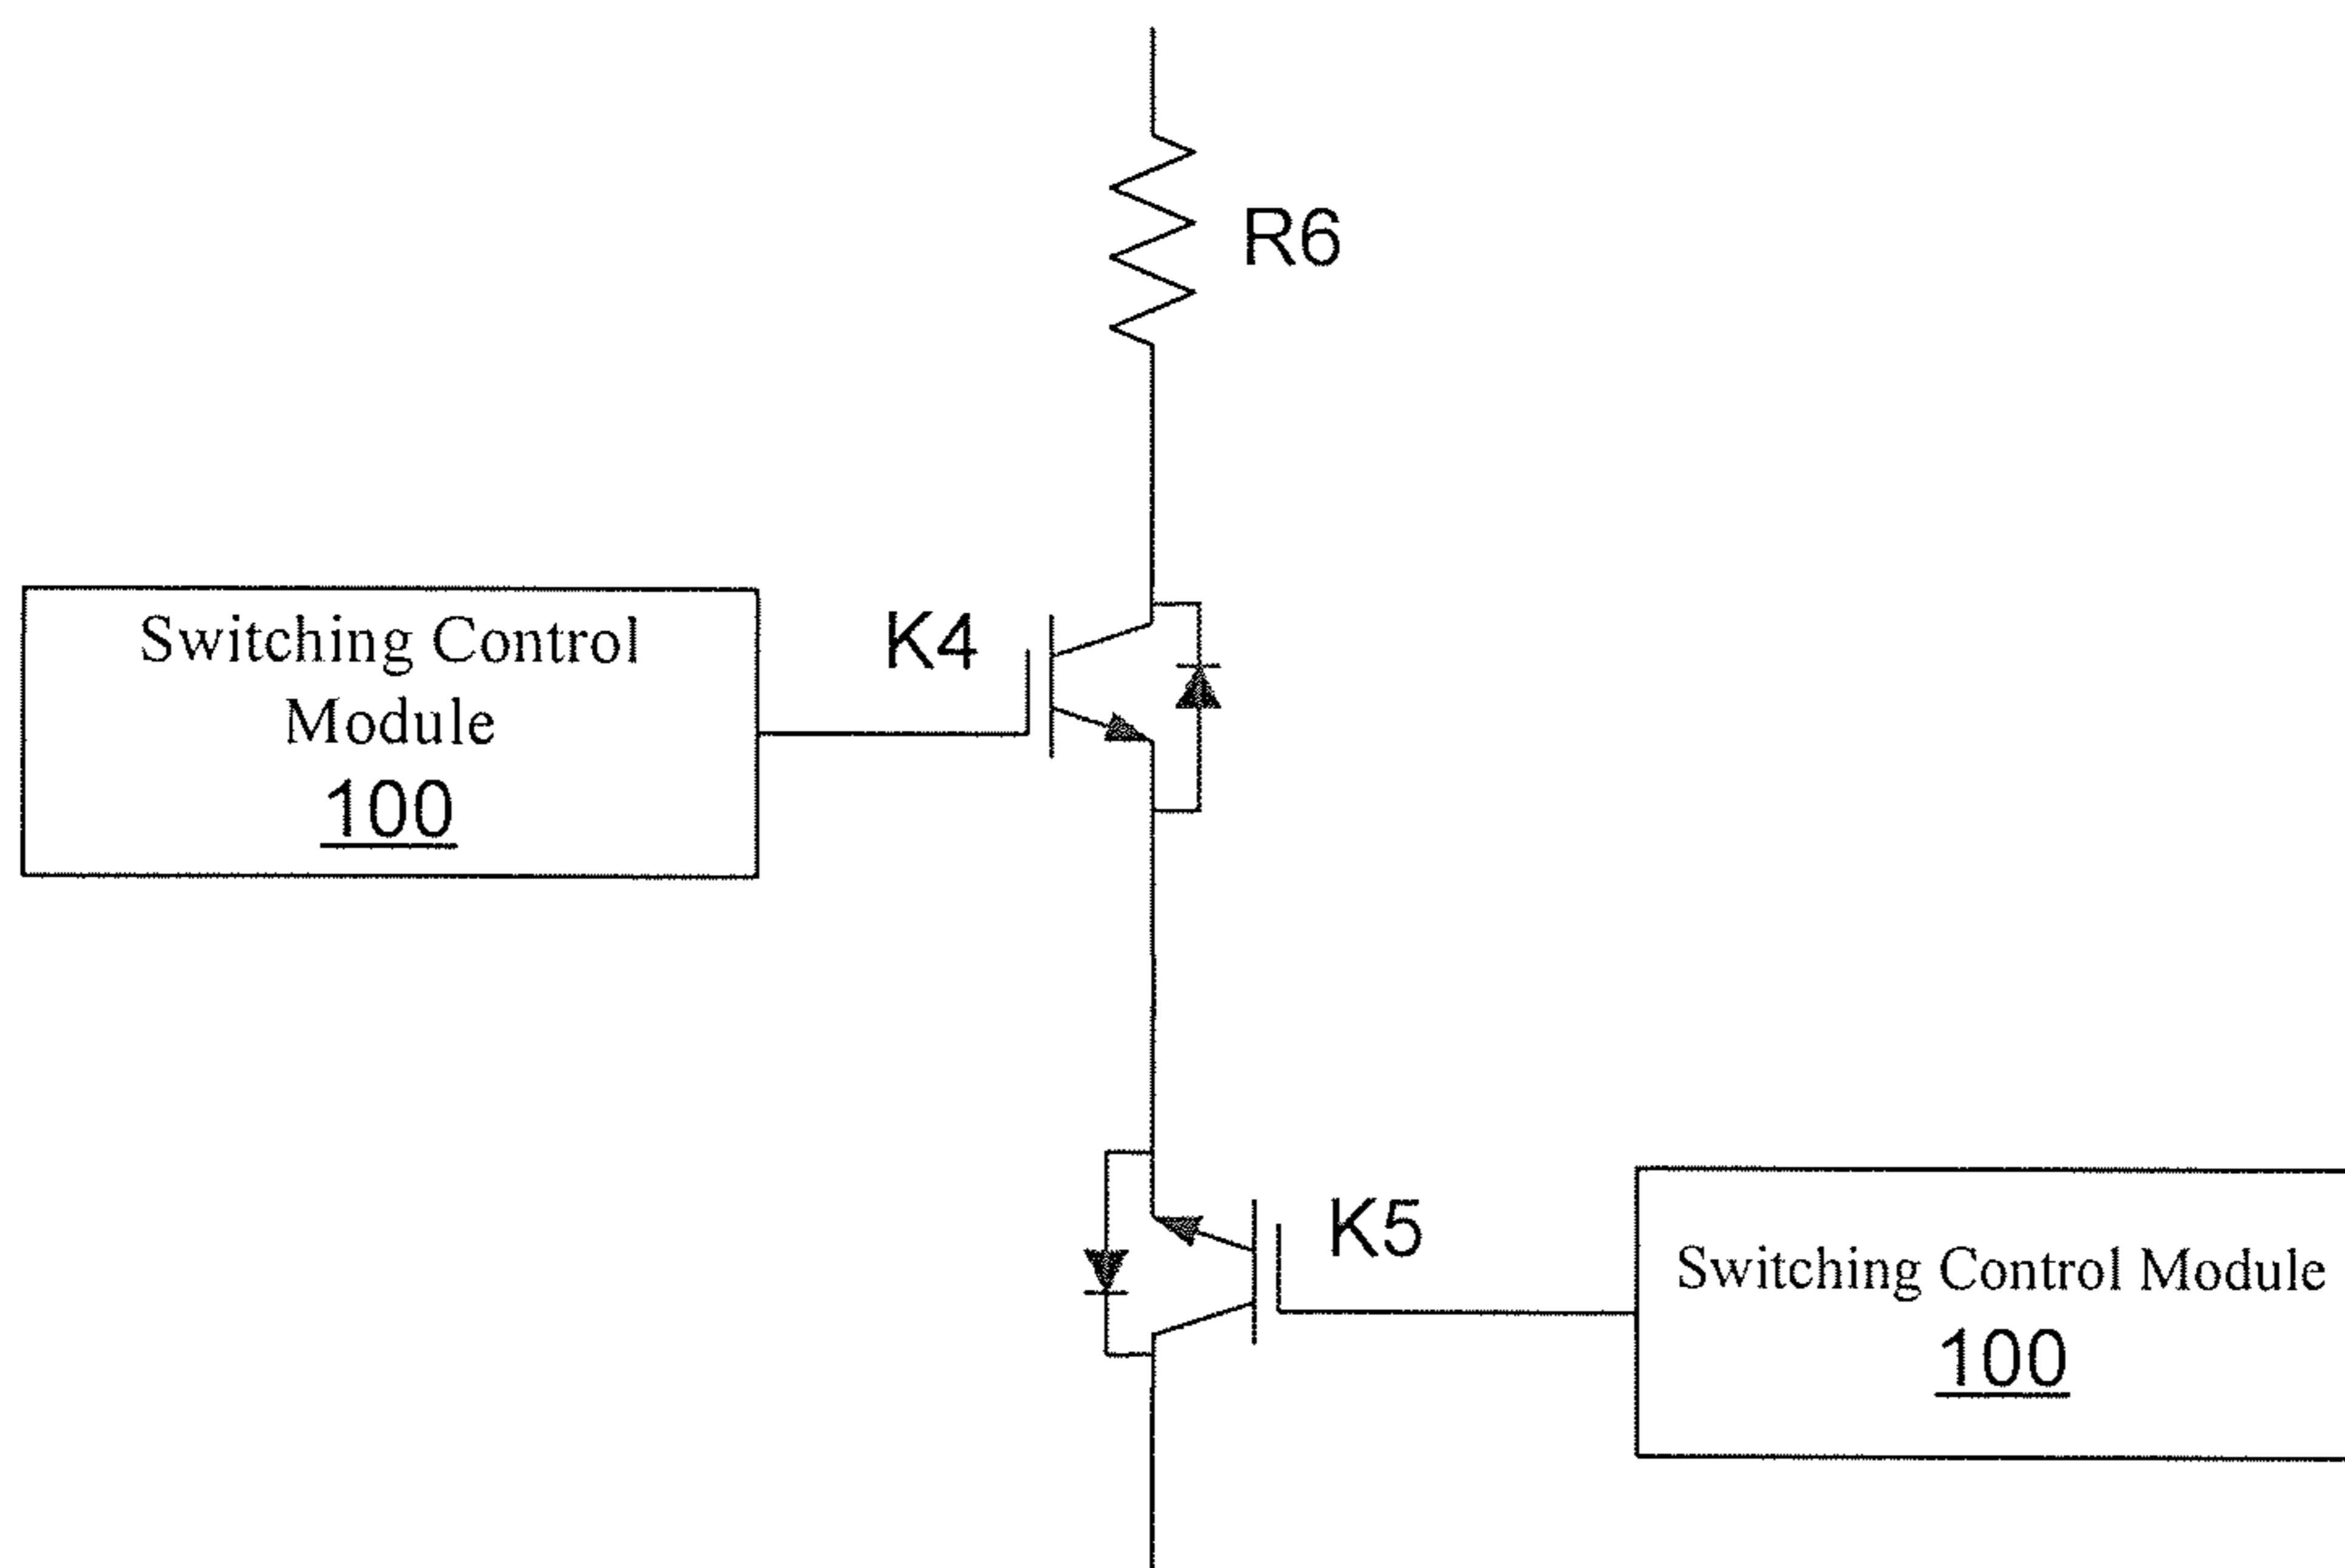 R6
Switching Control
Module
100
K4
K5
Switching Control Module
100